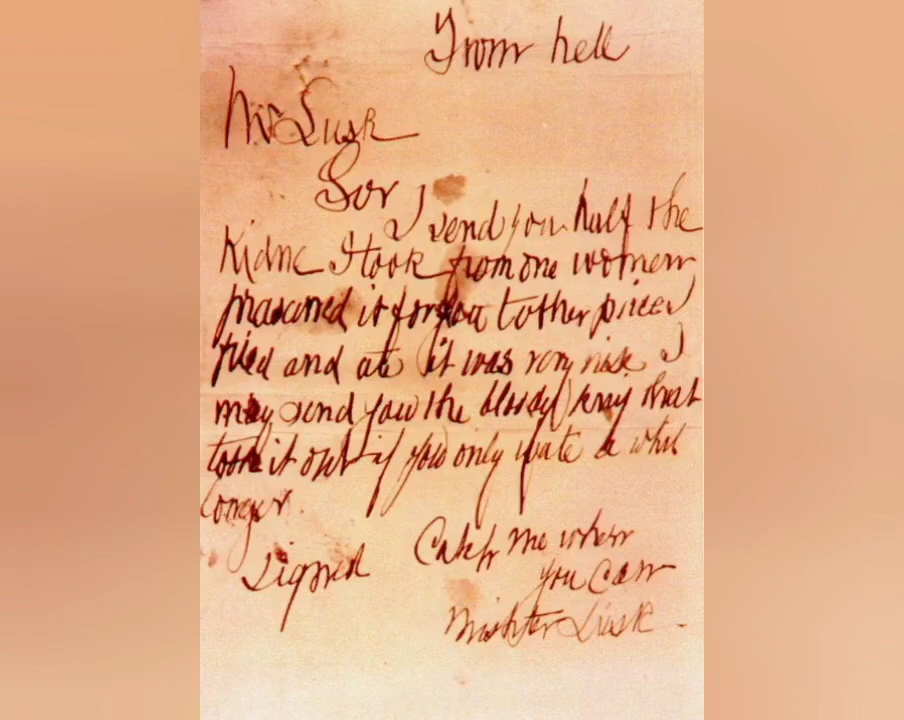 From hell
Mr Lusk
Sor
I send you half the
Kidne I took from one women
prasarved it for you tother piece I
fried and ate it was very nise I
may send you the bloody knif that
took it out if you only wate a whil
longer.
signed Catch me when
you Can
Mishter Lusk.